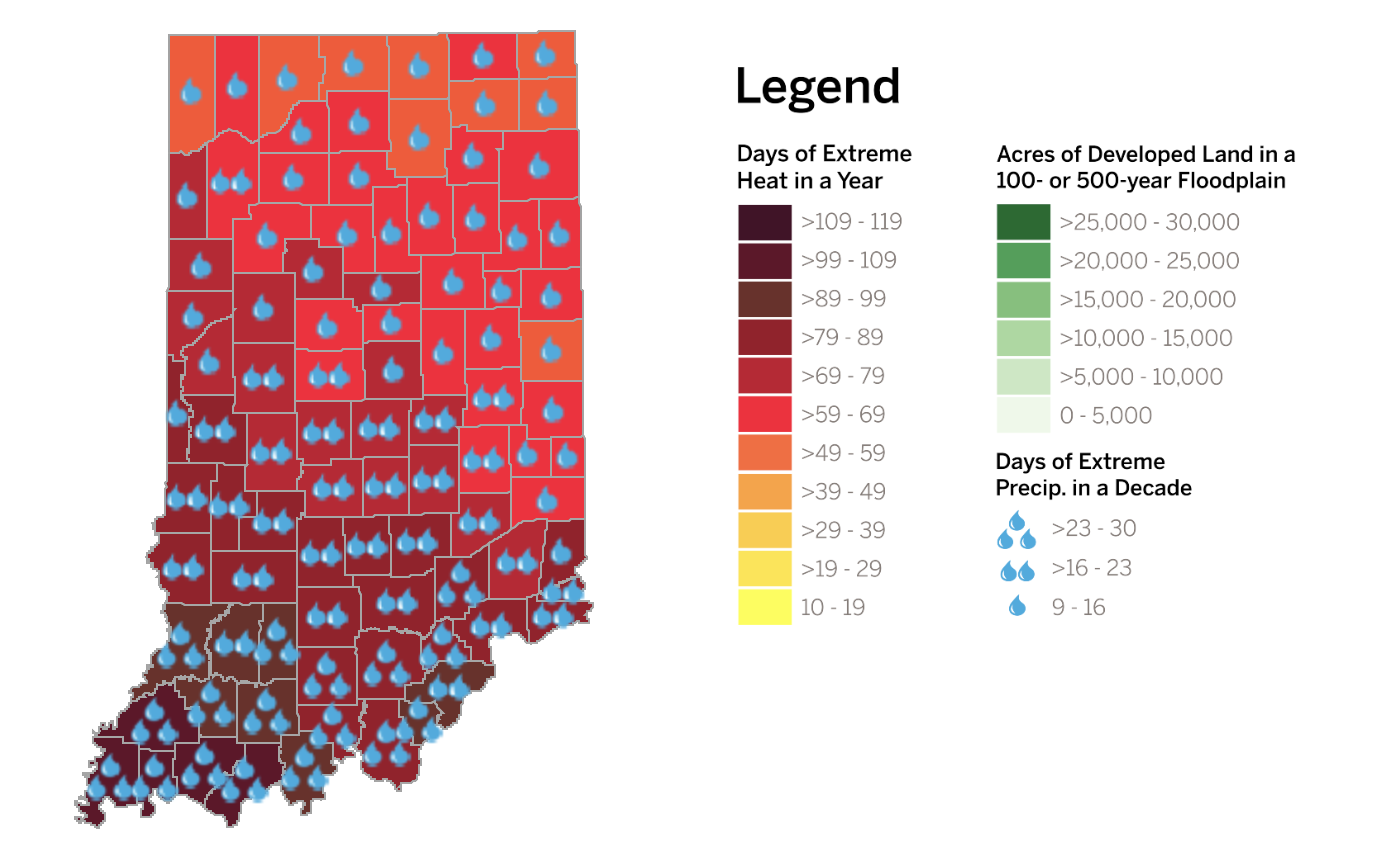 Legend
Days of Extreme
Heat in a Year
>109 - 119
>99 - 109
>89 - 99
>79 - 89
>69 - 79
>59 - 69
>49 - 59
>39 - 49
>29 - 39
>19 - 29
10 - 19
Acres of Developed Land in a
100- or 500-year Floodplain
>25,000 - 30,000
>20,000 - 25,000
>15,000 - 20,000
>10,000 - 15,000
>5,000 - 10,000
0 - 5,000
Days of Extreme
Precip. in a Decade
>23 - 30
>16 - 23
9 - 16